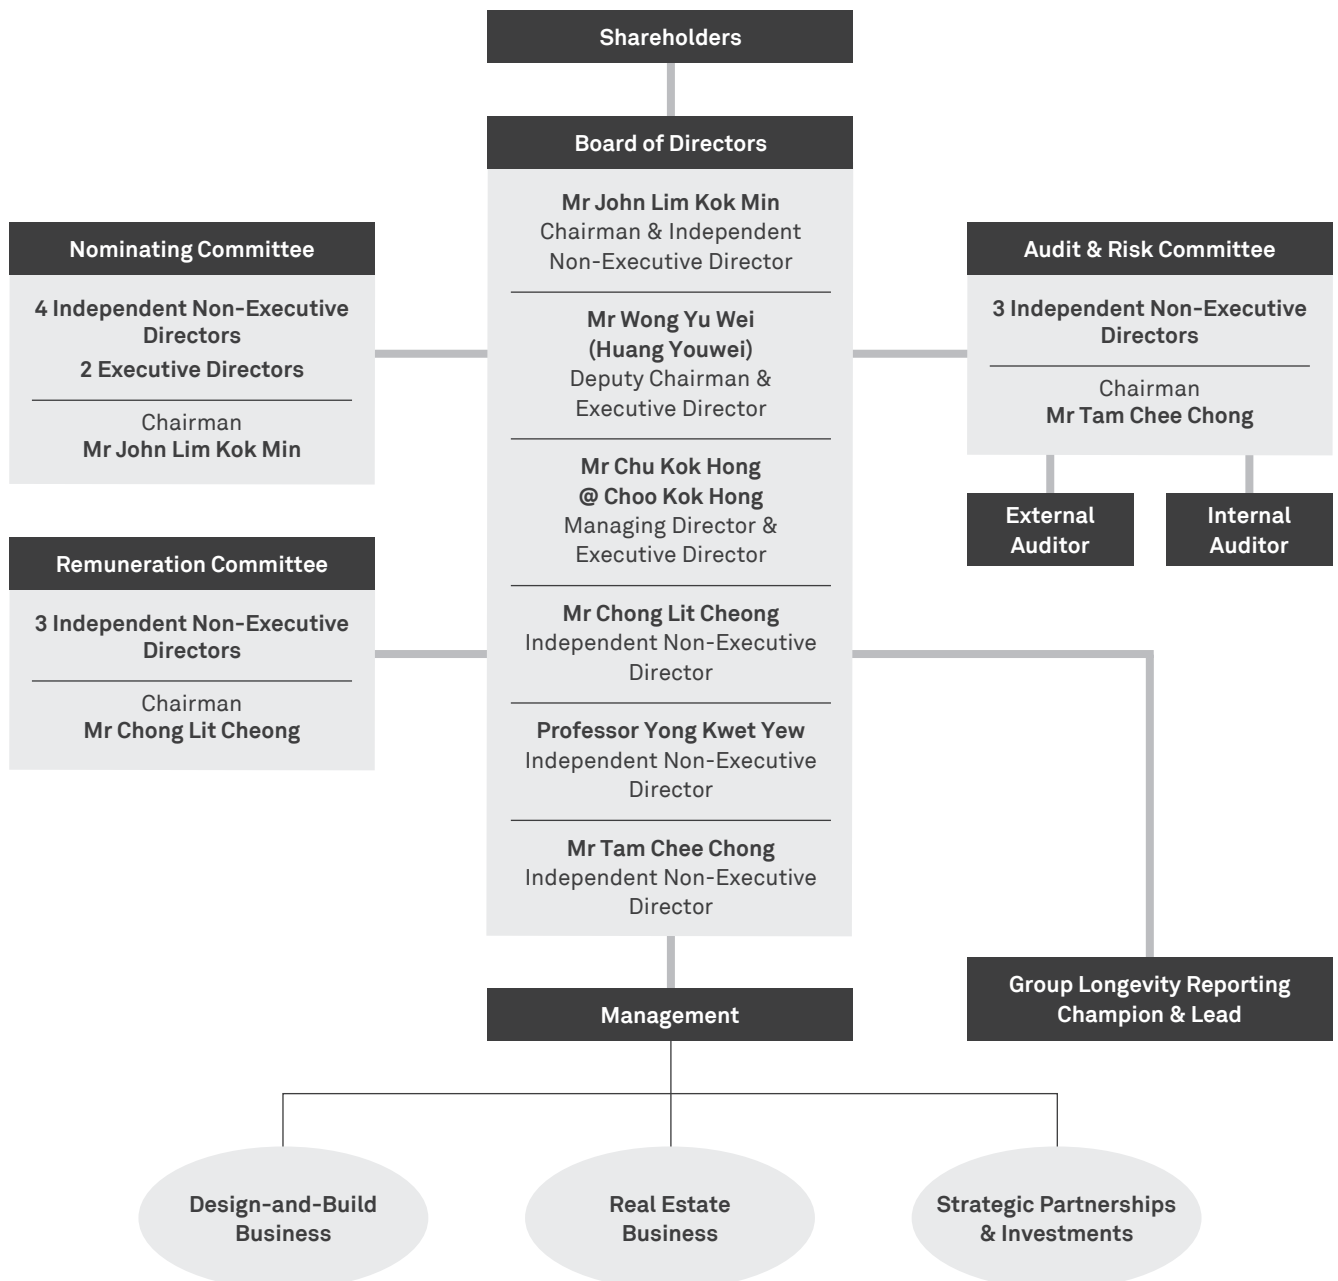 Shareholders
Board of Directors
Mr John Lim Kok Min
Chairman & Independent
Non-Executive Director
Mr Wong Yu Wei
(Huang Youwei)
Deputy Chairman &
Executive Director
Mr Chu Kok Hong
@ Choo Kok Hong
Managing Director &
Executive Director
Mr Chong Lit Cheong
Independent Non-Executive
Director
Professor Yong Kwet Yew
Independent Non-Executive
Director
Mr Tam Chee Chong
Independent Non-Executive
Director
Nominating Committee
4 Independent Non-Executive
Directors
2 Executive Directors
Chairman
Mr John Lim Kok Min
Remuneration Committee
3 Independent Non-Executive
Directors
Chairman
Mr Chong Lit Cheong
Audit & Risk Committee
3 Independent Non-Executive
Directors
Chairman
Mr Tam Chee Chong
External
Auditor
Internal
Auditor
Group Longevity Reporting
Champion & Lead
Management
Design-and-Build
Business
Real Estate
Business
Strategic Partnerships
& Investments